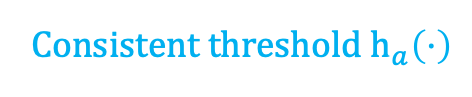 Consistent threshold hₐ(·)